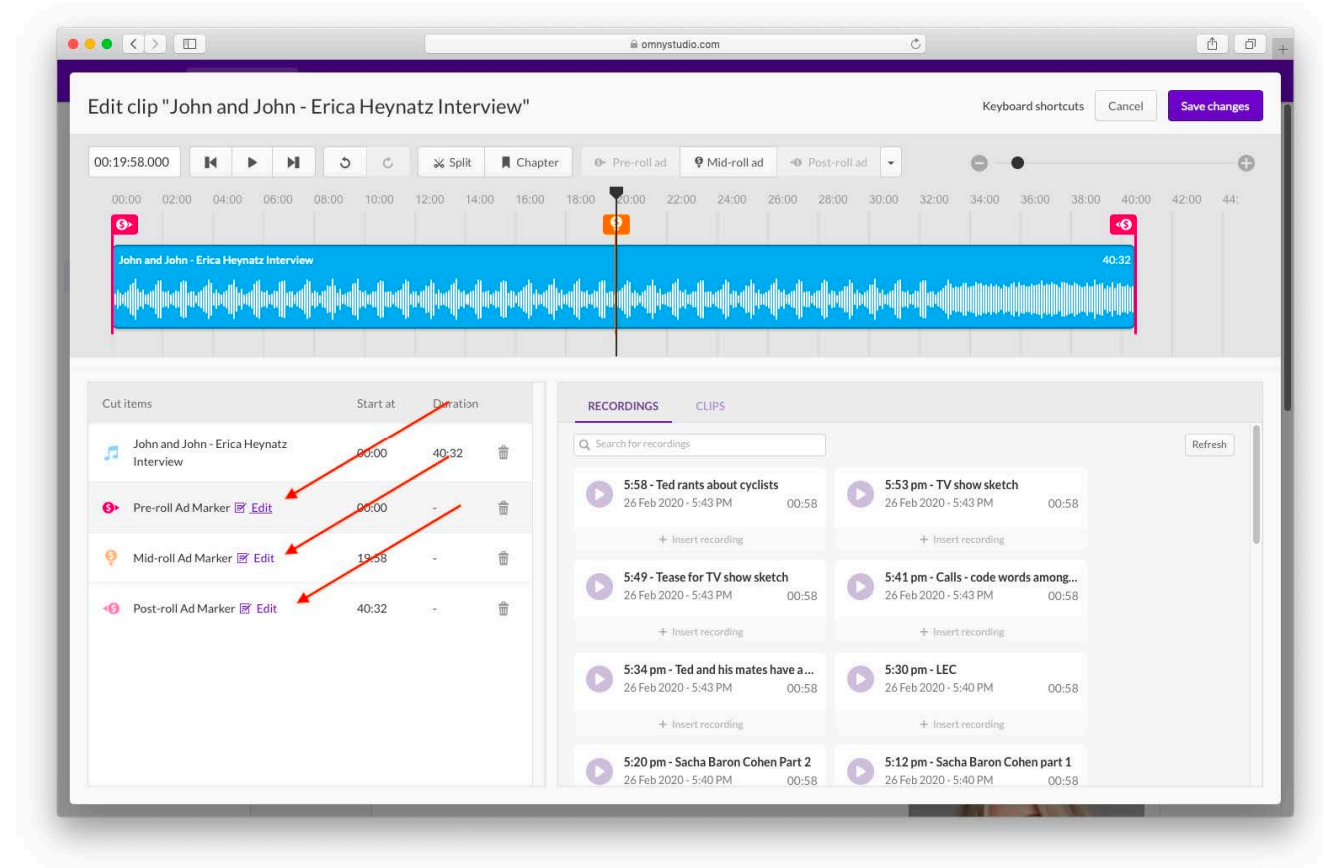 omnystudio.com
Edit clip "John and John - Erica Heynatz Interview"
Keyboard shortcuts Cancel Save changes
00:19:58.000 Split Chapter Pre-roll ad Mid-roll ad Post-roll ad
00:00 02:00 04:00 06:00 08:00 10:00 12:00 14:00 16:00 18:00 20:00 22:00 24:00 26:00 28:00 30:00 32:00 34:00 36:00 38:00 40:00 42:00 44:
John and John - Erica Heynatz Interview 40:32
Cut items Start at Duration
John and John - Erica Heynatz
Interview
00:00 40:32
Pre-roll Ad Marker Edit 00:00 -
Mid-roll Ad Marker Edit 19:58 -
Post-roll Ad Marker Edit 40:32 -
RECORDINGS CLIPS
Search for recordings
Refresh
5:58 - Ted rants about cyclists
26 Feb 2020 - 5:43 PM 00:58
+ Insert recording
5:53 pm - TV show sketch
26 Feb 2020 - 5:43 PM 00:58
+ Insert recording
5:49 - Tease for TV show sketch
26 Feb 2020 - 5:43 PM 00:58
+ Insert recording
5:41 pm - Calls - code words among...
26 Feb 2020 - 5:43 PM 00:58
+ Insert recording
5:34 pm - Ted and his mates have a ...
26 Feb 2020 - 5:43 PM 00:58
+ Insert recording
5:30 pm - LEC
26 Feb 2020 - 5:40 PM 00:58
+ Insert recording
5:20 pm - Sacha Baron Cohen Part 2
26 Feb 2020 - 5:40 PM 00:58
5:12 pm - Sacha Baron Cohen part 1
26 Feb 2020 - 5:40 PM 00:58